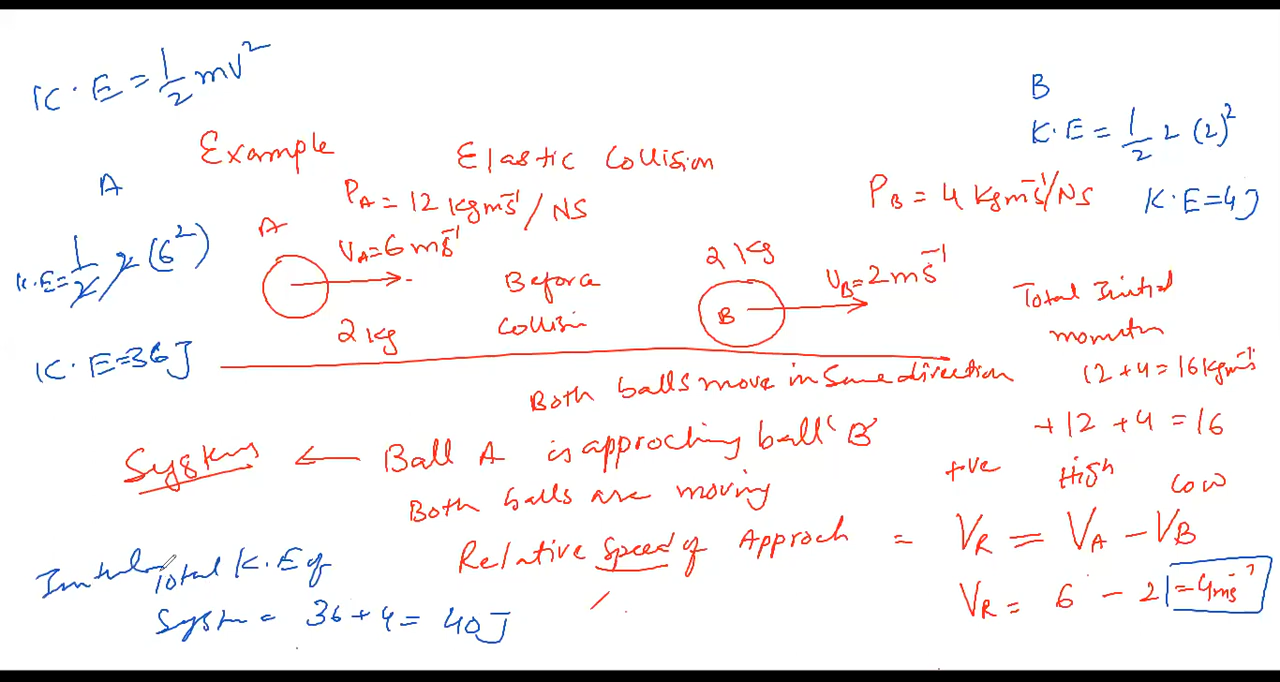 K.E = 1/2 mv²
B
K.E = 1/2 2 (2)²
K.E = 4J
Example
Elastic Collision
A
P_A = 12 kgms⁻¹/NS
P_B = 4 kgms⁻¹/NS
A
V_A = 6 ms⁻¹
K.E = 1/2 2 (6²)
2 kg
Before
collisi
2 kg
B
U_B = 2 ms⁻¹
K.E = 36J
Total Initial
12 + 4 = 16 kgms⁻¹
Both balls move in Same direction
+12 + 4 = 16
System ← Ball A is approching ball 'B'
Both balls are moving
+ve High Low
Relative Speed of Approch = V_R = V_A - V_B
V_R = 6 - 2 = 4ms⁻¹
Total K.E of
System = 36 + 4 = 40J